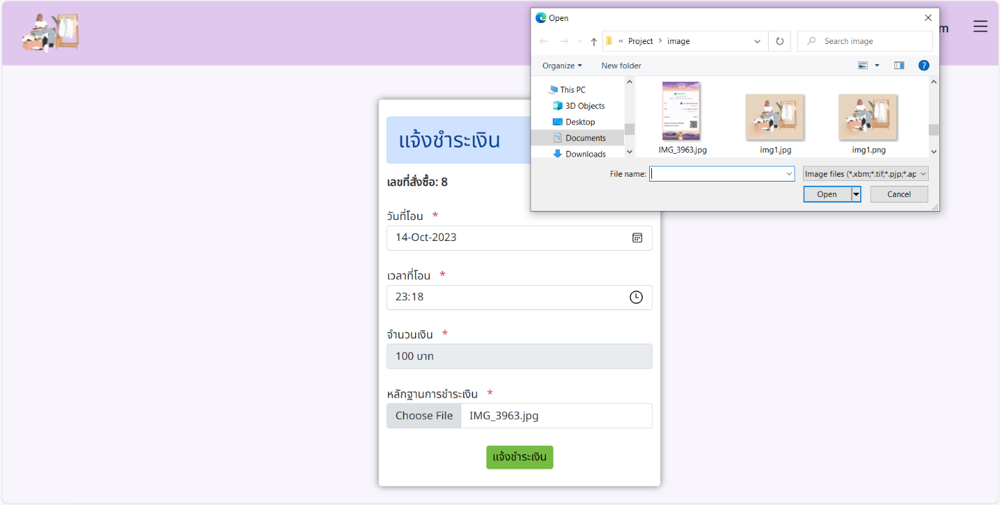 Open
m
« Project > image
Search image
Organize
New folder
This PC
3D Objects
Desktop
Documents
Downloads
IMG_3963.jpg
img1.jpg
img1.png
File name:
Image files (*.xbm;*.tif;*.pjp;*.ap
Open
Cancel
แจ้งชำระเงิน
เลขที่สั่งซื้อ: 8
วันที่โอน *
14-Oct-2023
เวลาที่โอน *
23:18
จำนวนเงิน *
100 บาท
หลักฐานการชำระเงิน *
Choose File IMG_3963.jpg
แจ้งชำระเงิน